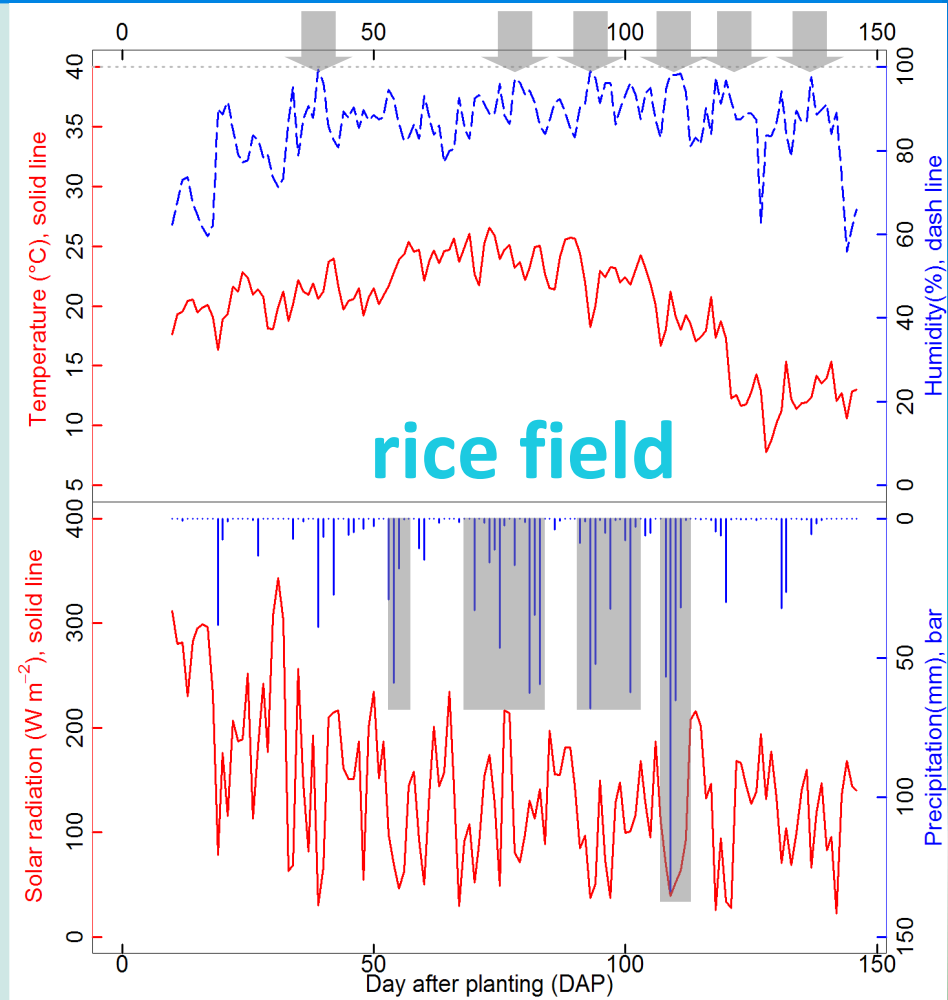 0 50 100 150
Temperature (°C), solid line
40
35
30
25
20
15
10
5
100
80
60
40
20
0
Humidity(%), dash line
rice field
Solar radiation (W m⁻²), solid line
400
300
200
100
0
0
50
100
150
Precipitation(mm), bar
0 50 100 150
Day after planting (DAP)